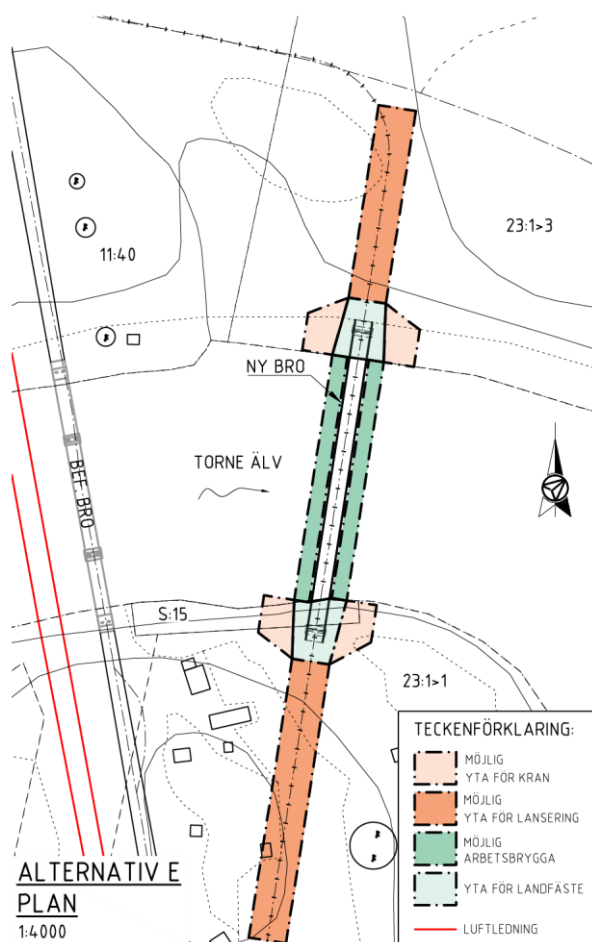 11:40
23:1>3
NY BRO
TORNE ÄLV
BEF BRO
S:15
23:1>1
TECKENFÖRKLARING:
MÖJLIG
YTA FÖR KRAN
MÖJLIG
YTA FÖR LANSERING
MÖJLIG
ARBETSBRYGGA
YTA FÖR LANDFÄSTE
LUFTLEDNING
ALTERNATIV E
PLAN
1:4000